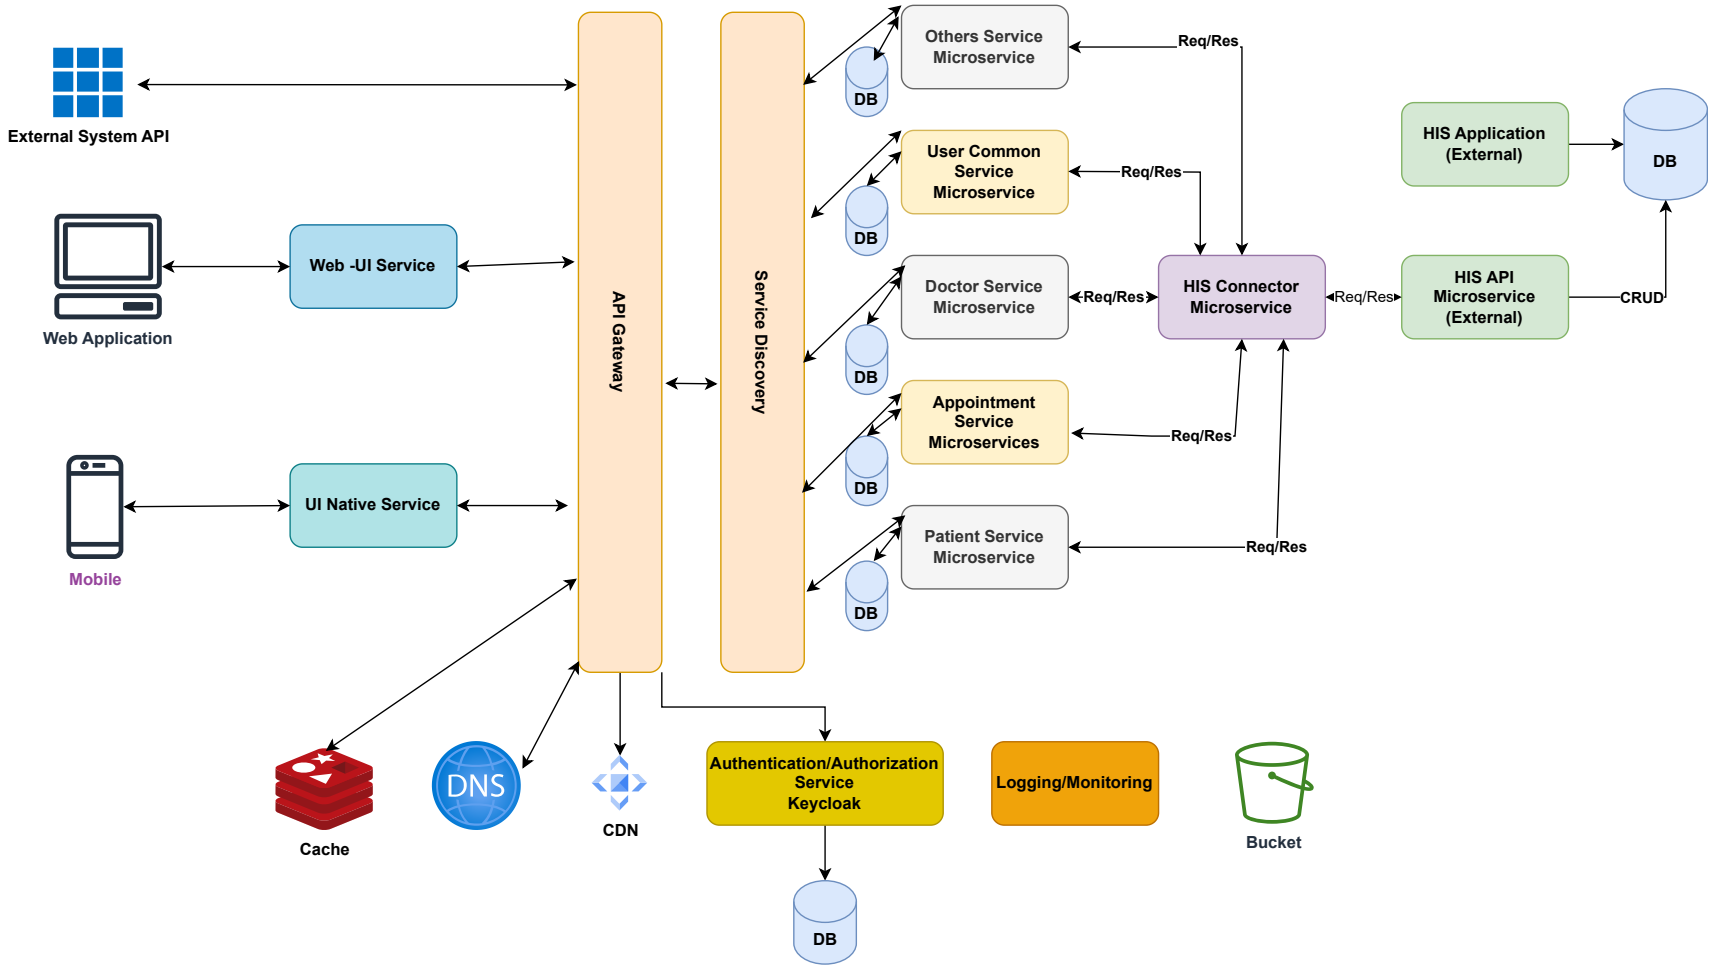 External System API
Web Application
Mobile
Web -UI Service
UI Native Service
API Gateway
Service Discovery
Others Service
Microservice
DB
User Common
Service
Microservice
DB
Doctor Service
Microservice
DB
Appointment
Service
Microservices
DB
Patient Service
Microservice
DB
Req/Res
Req/Res
Req/Res
Req/Res
Req/Res
HIS Connector
Microservice
Req/Res
HIS Application
(External)
HIS API
Microservice
(External)
CRUD
DB
Cache
DNS
CDN
Authentication/Authorization
Service
Keycloak
DB
Logging/Monitoring
Bucket